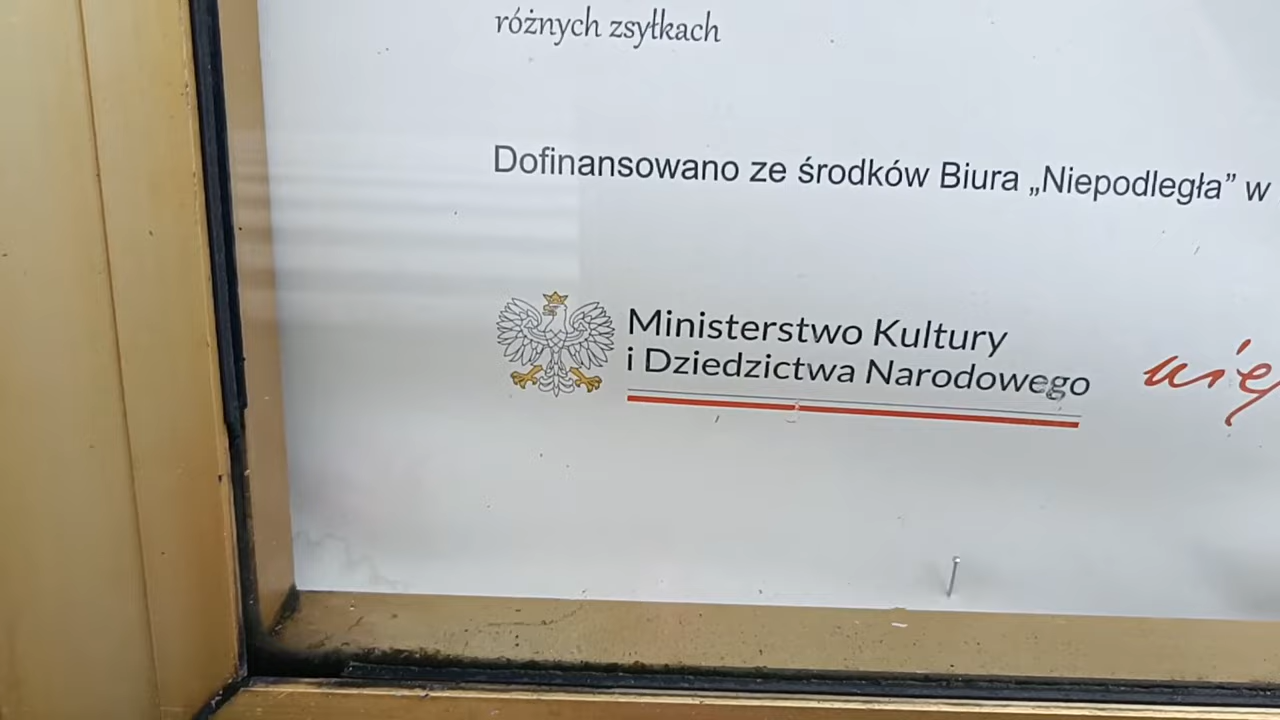 różnych zsyłkach
Dofinansowano ze środków Biura „Niepodległa” w
Ministerstwo Kultury
i Dziedzictwa Narodowego